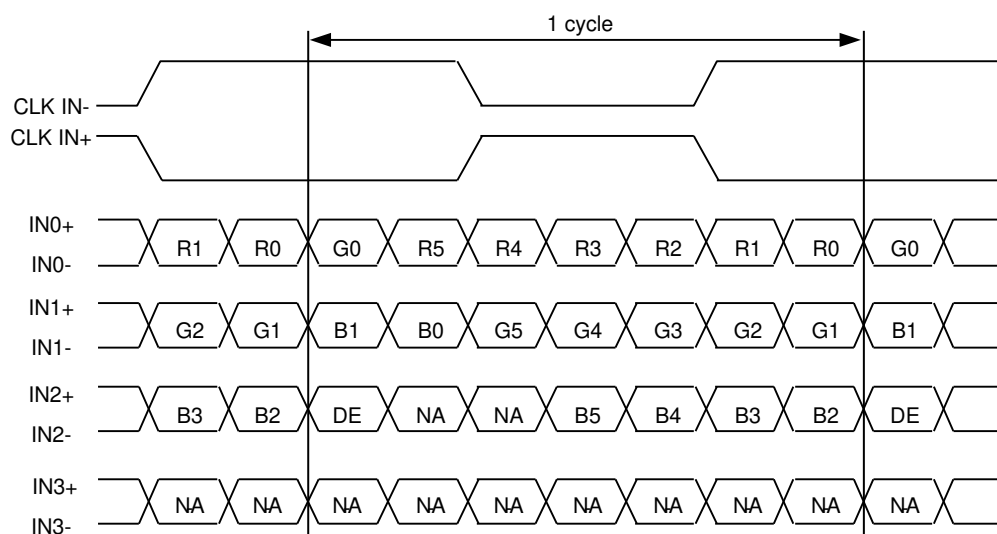 1 cycle
CLK IN-
CLK IN+
IN0+
R1 R0 G0 R5 R4 R3 R2 R1 R0 G0
IN0-
IN1+
G2 G1 B1 B0 G5 G4 G3 G2 G1 B1
IN1-
IN2+
B3 B2 DE NA NA B5 B4 B3 B2 DE
IN2-
IN3+
NA NA NA NA NA NA NA NA NA NA
IN3-